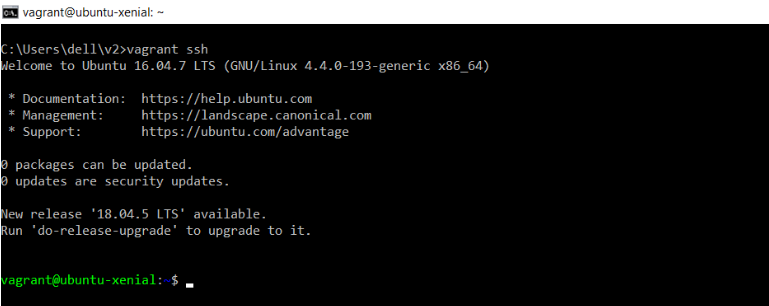 vagrant@ubuntu-xenial: ~
C:\Users\dell\v2>vagrant ssh
Welcome to Ubuntu 16.04.7 LTS (GNU/Linux 4.4.0-193-generic x86_64)
* Documentation:  https://help.ubuntu.com
* Management:     https://landscape.canonical.com
* Support:        https://ubuntu.com/advantage
0 packages can be updated.
0 updates are security updates.
New release '18.04.5 LTS' available.
Run 'do-release-upgrade' to upgrade to it.
vagrant@ubuntu-xenial:~$